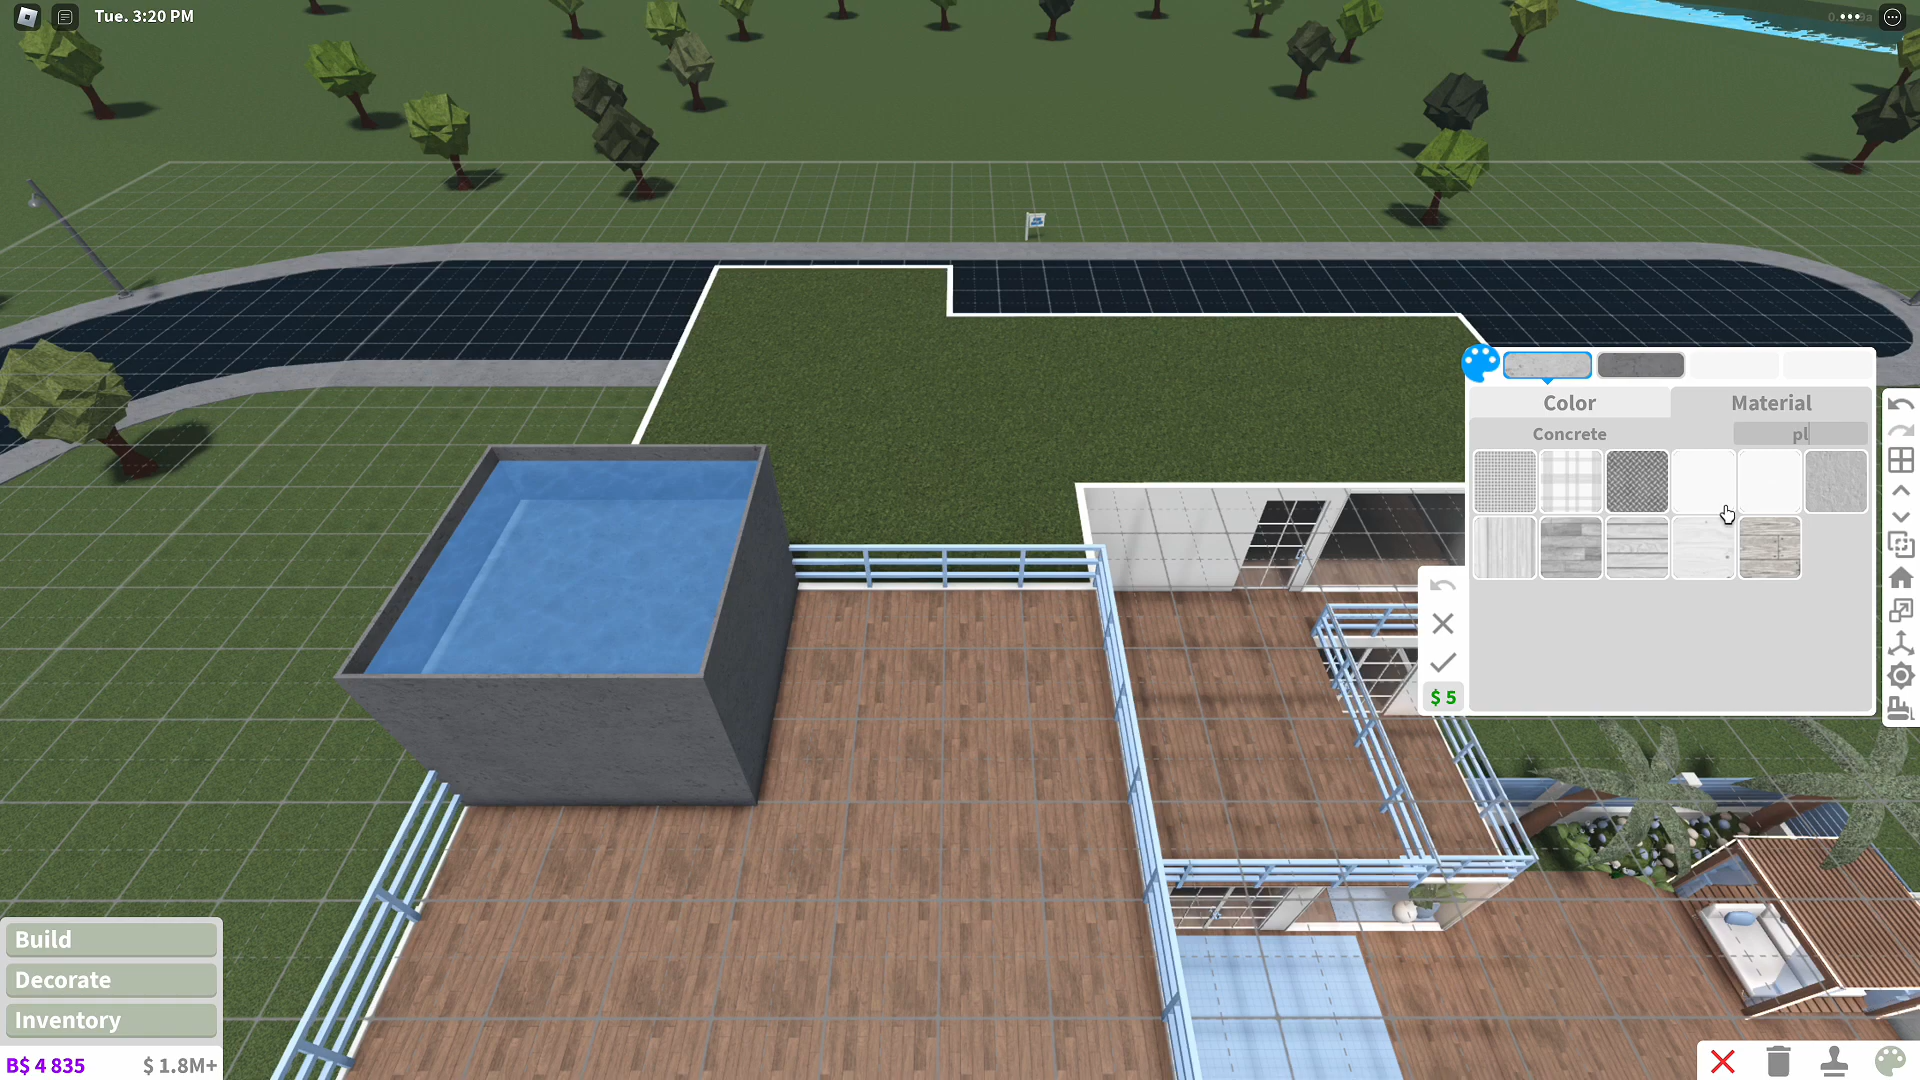 Tue. 3:20 PM
Color
Material
Concrete
pl
$ 5
Build
Decorate
Inventory
B$ 4 835
$ 1.8M+